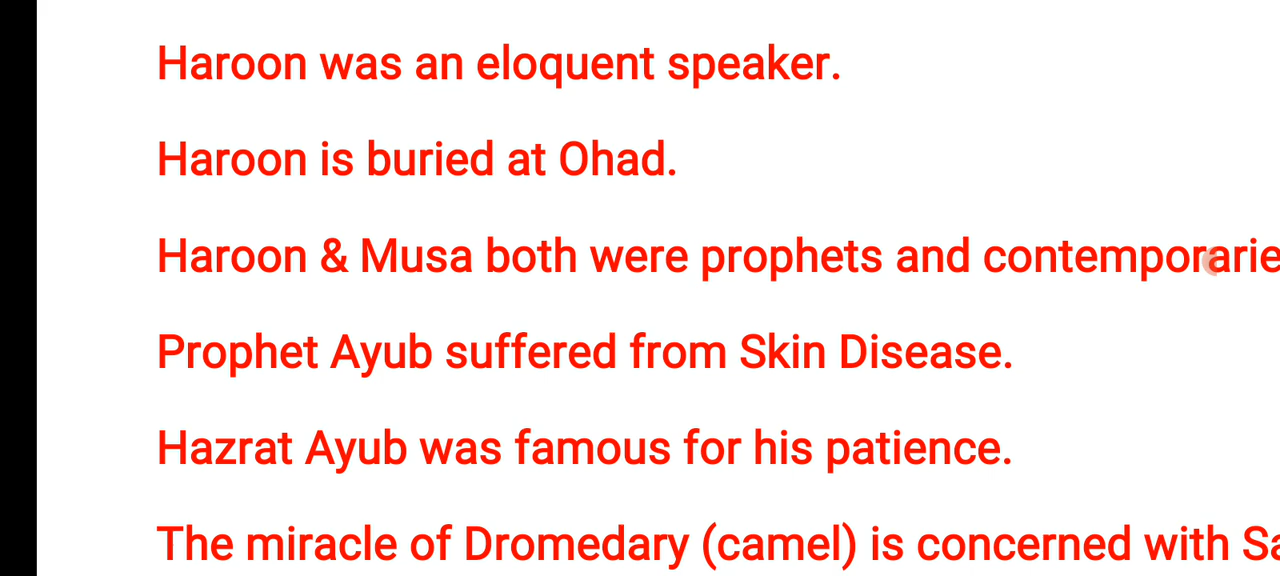 Haroon was an eloquent speaker.
Haroon is buried at Ohad.
Haroon & Musa both were prophets and contemporarie
Prophet Ayub suffered from Skin Disease.
Hazrat Ayub was famous for his patience.
The miracle of Dromedary (camel) is concerned with Sa